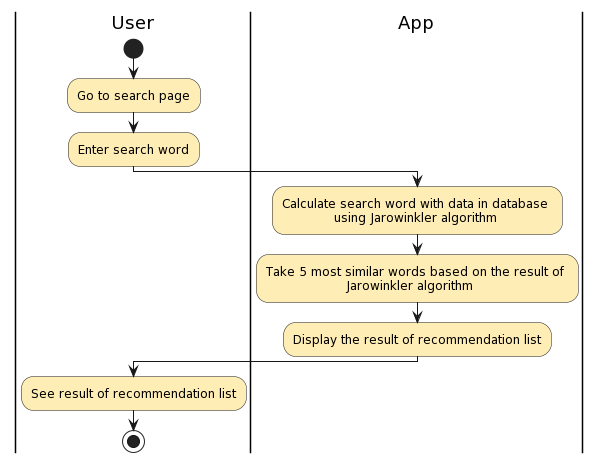 User
App
Go to search page
Enter search word
Calculate search word with data in database
using Jarowinkler algorithm
Take 5 most similar words based on the result of
Jarowinkler algorithm
Display the result of recommendation list
See result of recommendation list